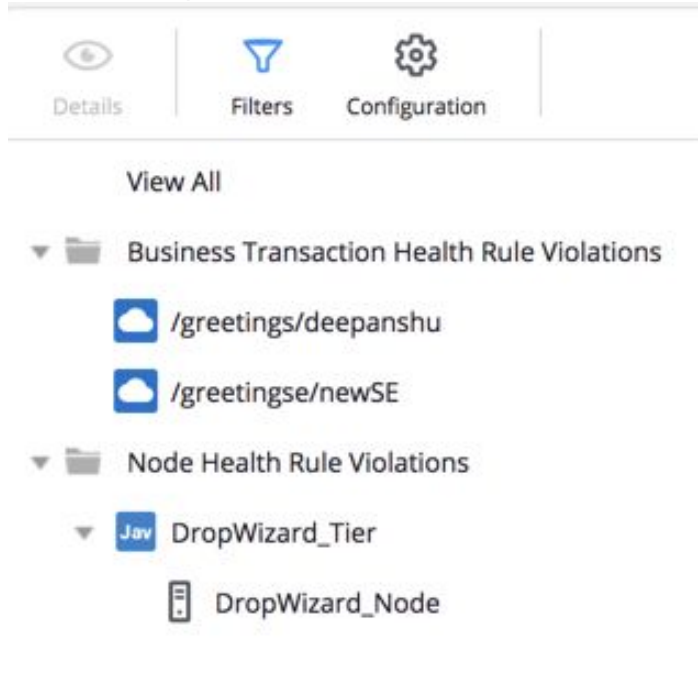 Details
Filters
Configuration
View All
Business Transaction Health Rule Violations
/greetings/deepanshu
/greetingse/newSE
Node Health Rule Violations
Jav DropWizard_Tier
DropWizard_Node